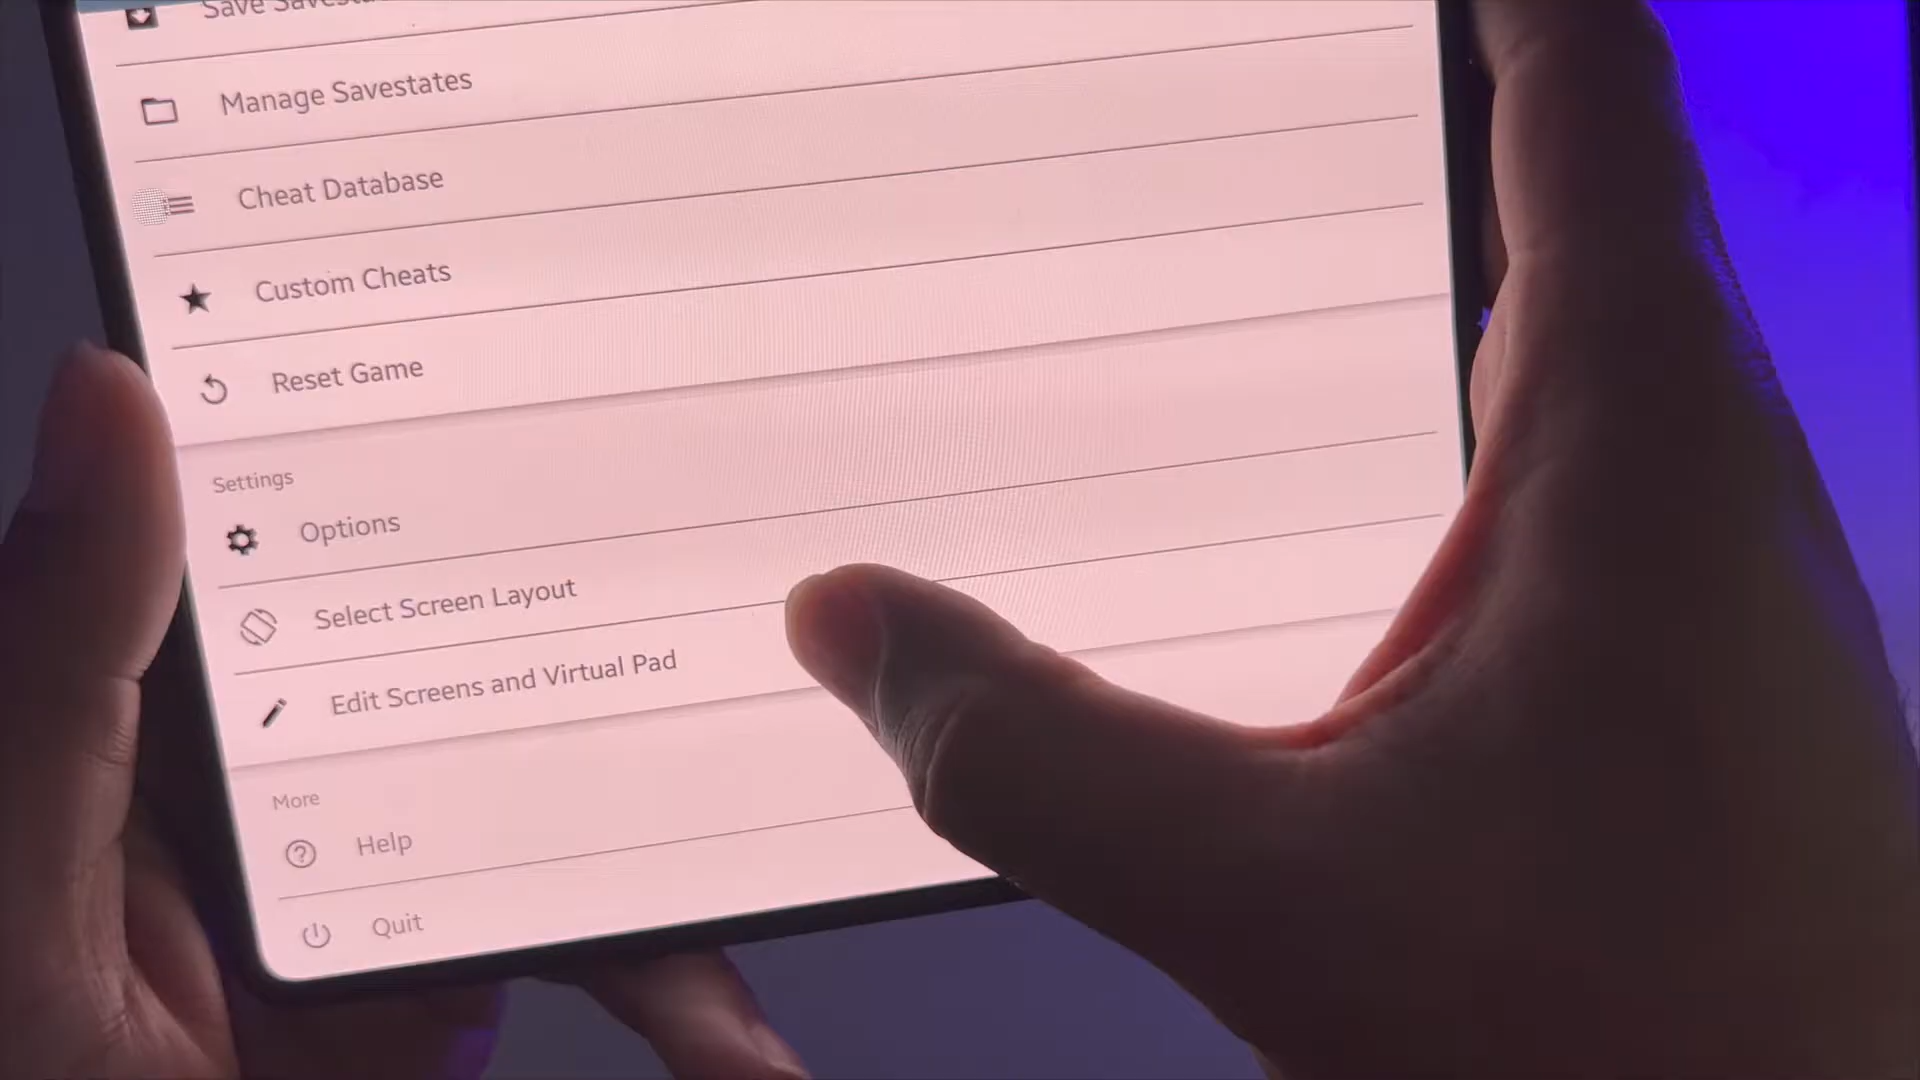 Save
Manage Savestates
Cheat Database
Custom Cheats
Reset Game
Settings
Options
Select Screen Layout
Edit Screens and Virtual Pad
More
Help
Quit